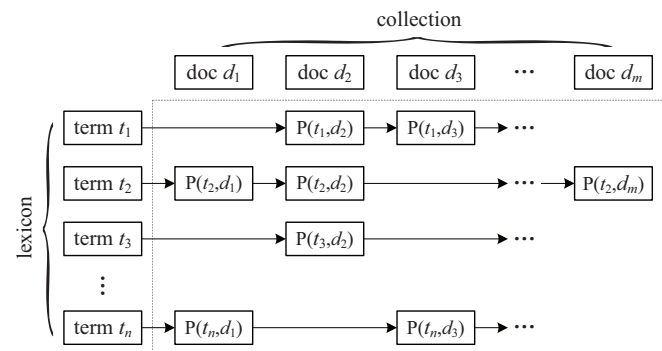 collection
doc d1 doc d2 doc d3 ··· doc dm
term t1 P(t1,d2) P(t1,d3) ···
term t2 P(t2,d1) P(t2,d2) ··· P(t2,dm)
term t3 P(t3,d2) ···
⋮
term tn P(tn,d1) P(tn,d3) ···
lexicon